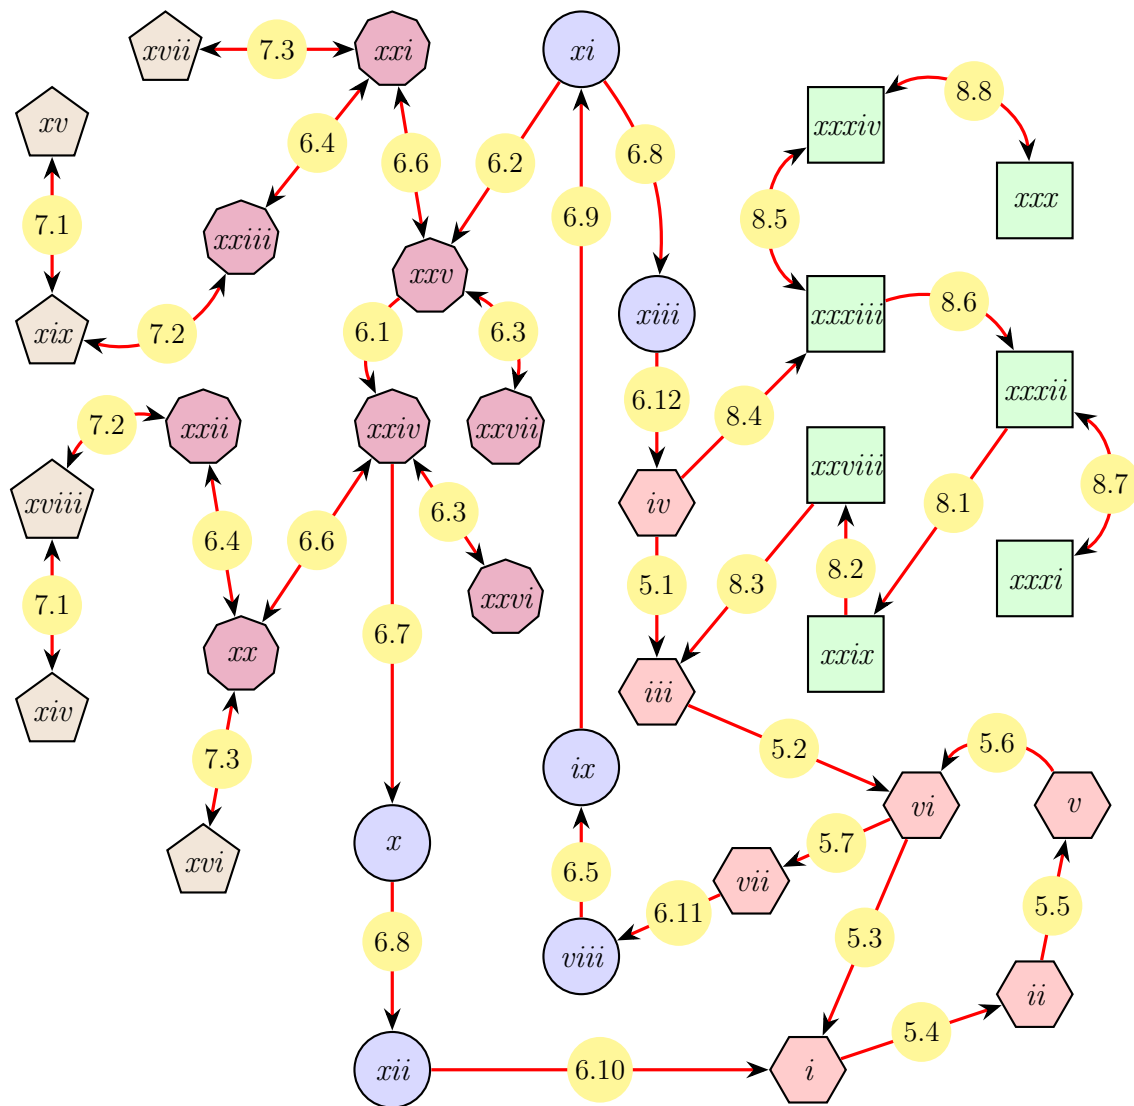 xvii 7.3 xxi xi
xv 6.4 6.6 6.2 6.8 xxxiv 8.8
xxx
7.1 xxiii 6.9 8.5
xxv
xix 7.2 6.1 6.3 xiii xxxiii 8.6
7.2 xxii xxiv xxvii 6.12 8.4 xxxii
xxviii
xviii 6.4 6.6 6.3 iv 8.1 8.7
7.1 xxvi 5.1 8.3 8.2 xxxi
xx 6.7 xxix
xiv iii
7.3 ix 5.2 5.6
xvi x vi v
6.5 vii 5.7
6.8 viii 6.11 5.3 5.5
ii
xii 6.10 i 5.4